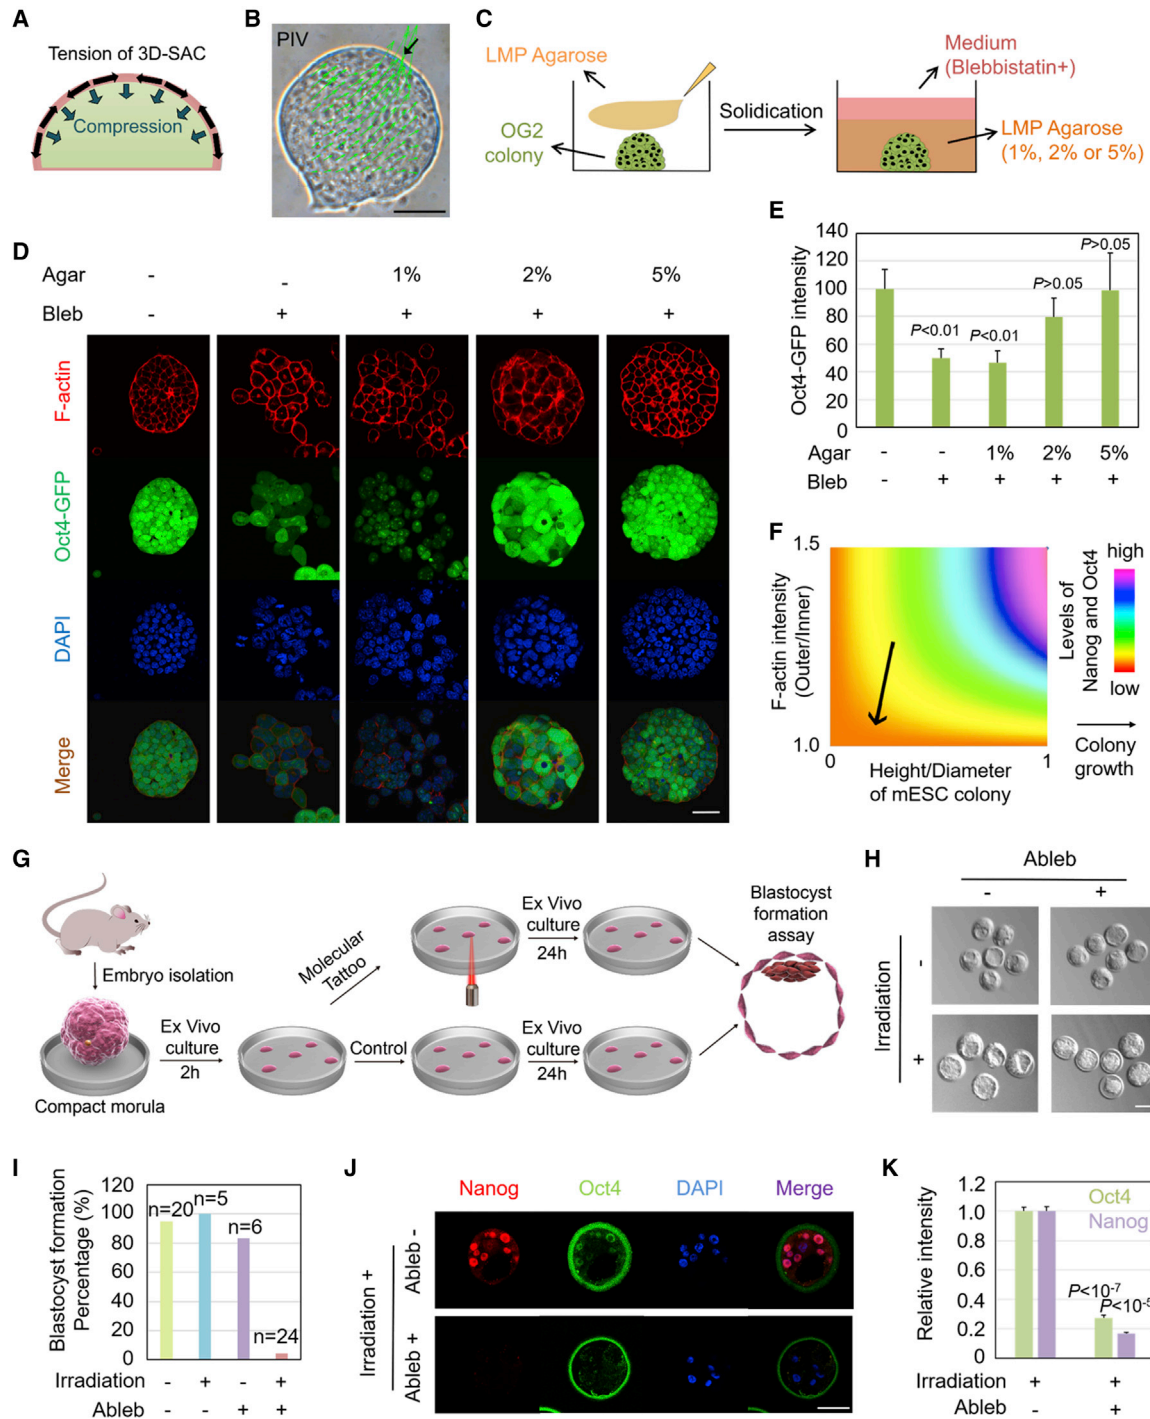 A
Tension of 3D-SAC
Compression
B
PIV
C
LMP Agarose
OG2
colony
Solidication
Medium
(Blebbistatin+)
LMP Agarose
(1%, 2% or 5%)
D
Agar
-
-
1%
2%
5%
Bleb
-
+
+
+
+
F-actin
Oct4-GFP
DAPI
Merge
E
Oct4-GFP intensity
140
120
100
80
60
40
20
0
P<0.01
P<0.01
P>0.05
P>0.05
Agar
-
-
1%
2%
5%
Bleb
-
+
+
+
+
F
F-actin intensity
(Outer/Inner)
1.5
1.0
0
1
Height/Diameter
of mESC colony
Levels of
Nanog and Oct4
high
low
Colony
growth
G
Embryo isolation
Compact morula
Ex Vivo
culture
2h
Molecular
Tattoo
Control
Ex Vivo
culture
24h
Ex Vivo
culture
24h
Blastocyst
formation
assay
H
Ableb
-
+
Irradiation
-
+
I
Blastocyst formation
Percentage (%)
120
100
80
60
40
20
0
n=20
n=5
n=6
n=24
Irradiation
-
+
-
+
Ableb
-
-
+
+
J
Nanog
Oct4
DAPI
Merge
Irradiation +
Ableb -
Ableb +
K
Relative intensity
1.2
1.0
0.8
0.6
0.4
0.2
0
Oct4
Nanog
P<10-7
P<10-5
Irradiation
+
+
Ableb
-
+